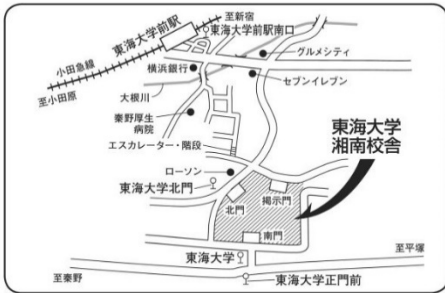 至新宿
東海大学前駅
東海大学前駅南口
グルメシティ
小田急線
横浜銀行
セブンイレブン
至小田原
大根川
秦野厚生
病院
エスカレーター・階段
東海大学
湘南校舎
ローソン
東海大学北門
北門
掲示門
南門
東海大学
至平塚
至秦野
東海大学正門前